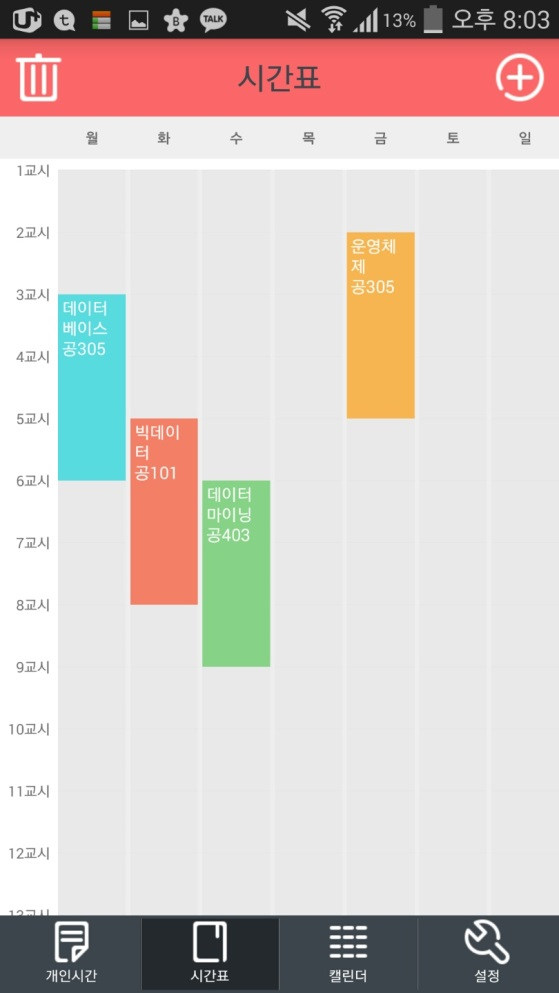 TALK
13%
오후 8:03
시간표
월 화 수 목 금 토 일
1교시
2교시
운영체
제
공305
3교시
데이터
베이스
공305
4교시
5교시
빅데이
터
공101
6교시
데이터
마이닝
공403
7교시
8교시
9교시
10교시
11교시
12교시
13교시
개인시간
시간표
캘린더
설정